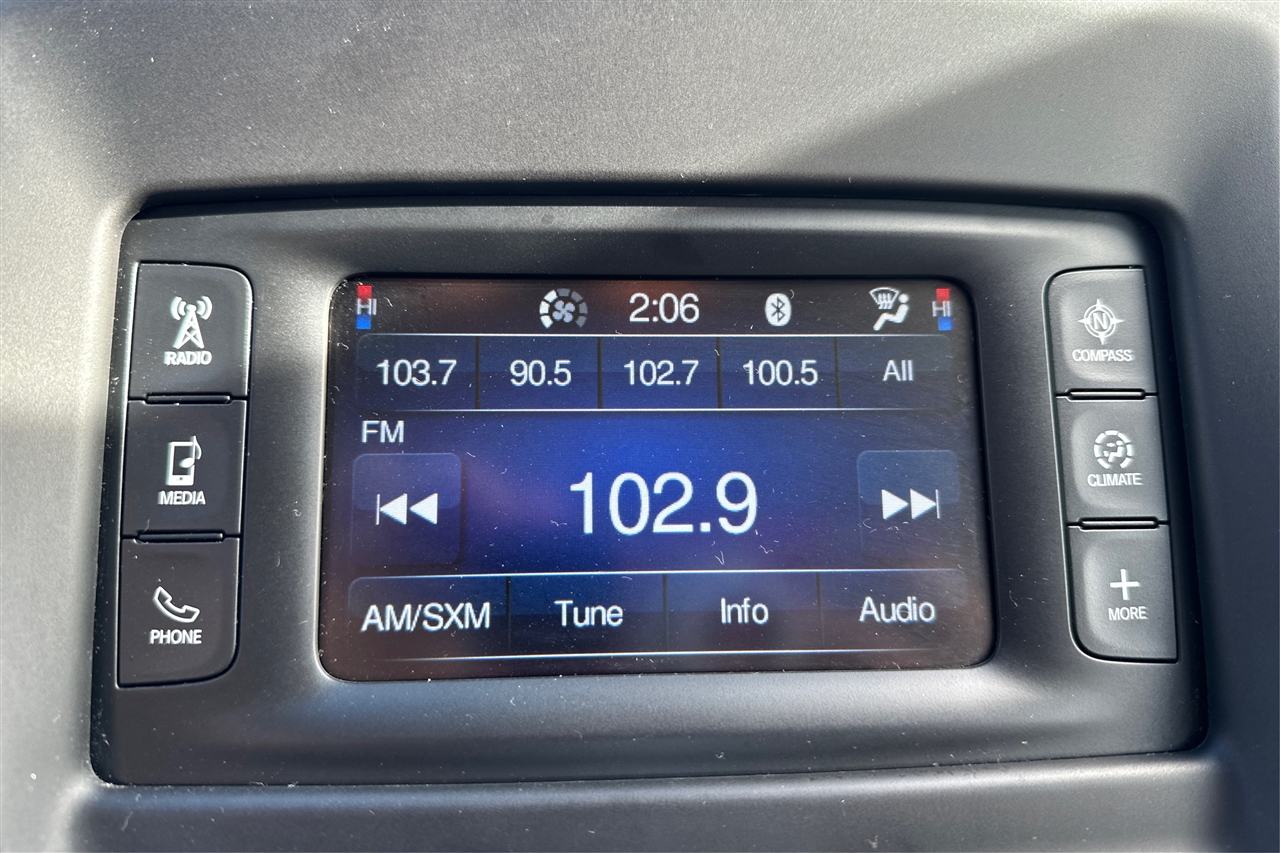 RADIO
MEDIA
PHONE
HI 2:06 HI
103.7 90.5 102.7 100.5 All
FM
102.9
AM/SXM Tune Info Audio
N
COMPASS
CLIMATE
MORE